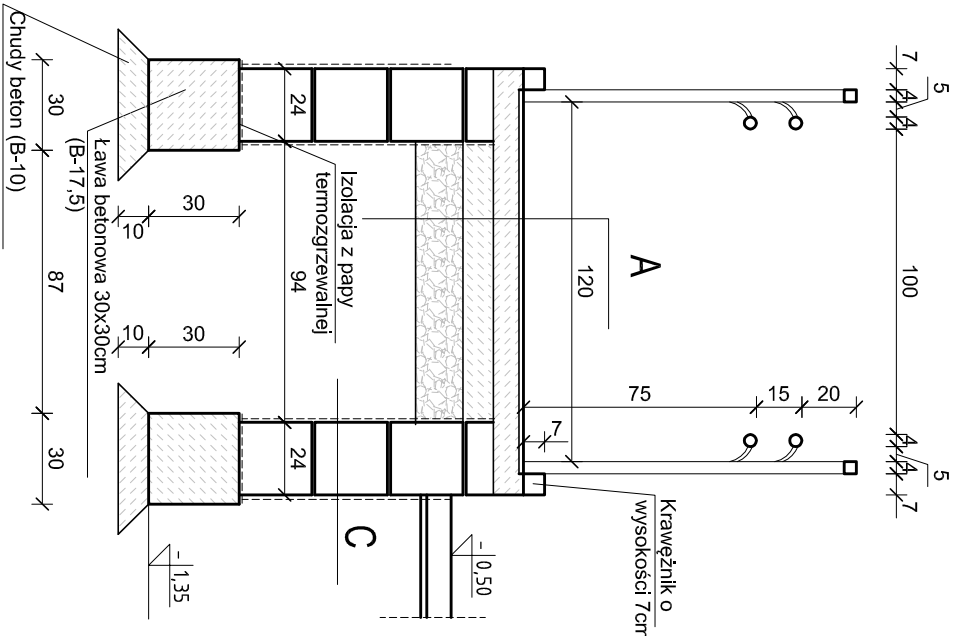 7
5
4
4
100
4
4
5
7
120
A
75
15
20
7
Krawężnik o
wysokości 7cm
24
94
24
Izolacja z papy
termozgrzewalnej
C
-0,50
-1,35
30
10
30
10
Ława betonowa 30x30cm
(B-17,5)
Chudy beton (B-10)
30
87
30